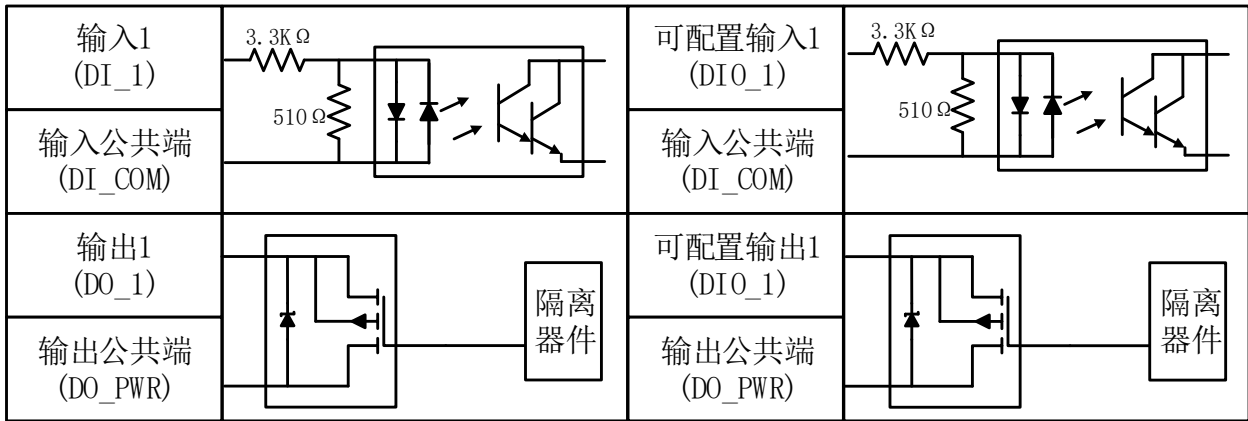 输入1
(DI_1)
3.3KΩ
510Ω
可配置输入1
(DIO_1)
3.3KΩ
510Ω
输入公共端
(DI_COM)
输入公共端
(DI_COM)
输出1
(DO_1)
隔离
器件
可配置输出1
(DIO_1)
隔离
器件
输出公共端
(DO_PWR)
输出公共端
(DO_PWR)